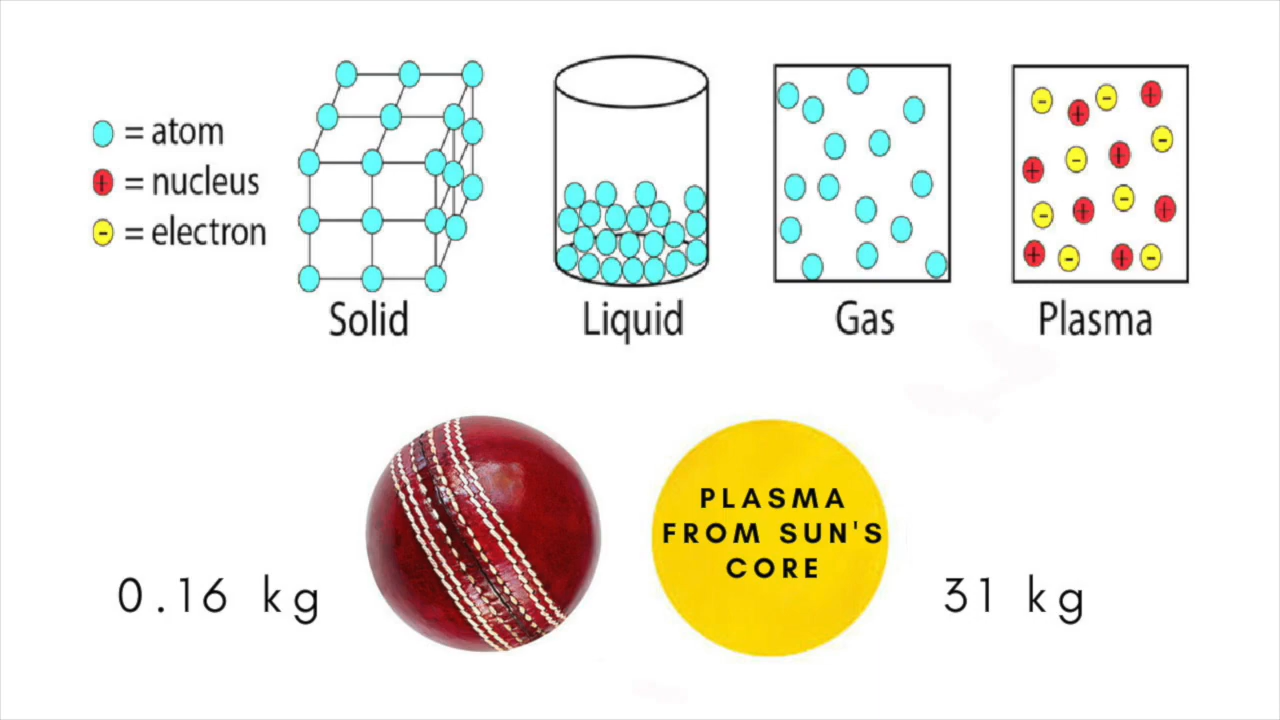 = atom
= nucleus
= electron
Solid
Liquid
Gas
Plasma
PLASMA
FROM SUN'S
CORE
0.16 kg
31 kg